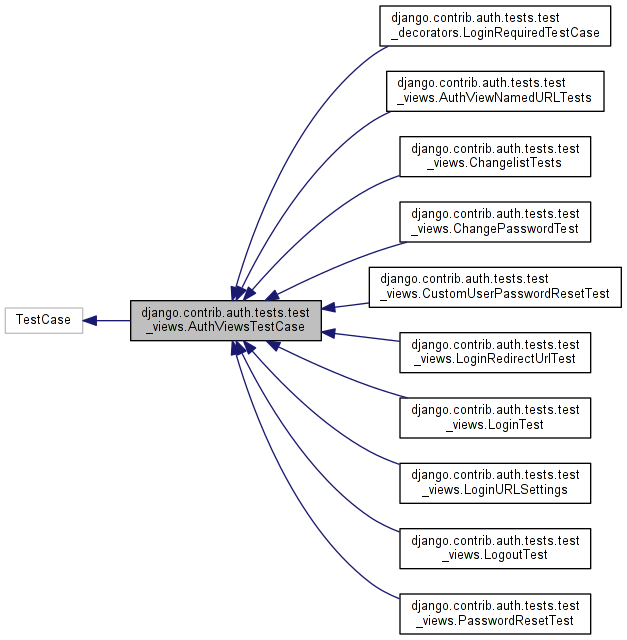 django.contrib.auth.tests.test
_decorators.LoginRequiredTestCase
django.contrib.auth.tests.test
_views.AuthViewNamedURLTests
django.contrib.auth.tests.test
_views.ChangelistTests
django.contrib.auth.tests.test
_views.ChangePasswordTest
django.contrib.auth.tests.test
_views.CustomUserPasswordResetTest
TestCase
django.contrib.auth.tests.test
_views.AuthViewsTestCase
django.contrib.auth.tests.test
_views.LoginRedirectUrlTest
django.contrib.auth.tests.test
_views.LoginTest
django.contrib.auth.tests.test
_views.LoginURLSettings
django.contrib.auth.tests.test
_views.LogoutTest
django.contrib.auth.tests.test
_views.PasswordResetTest